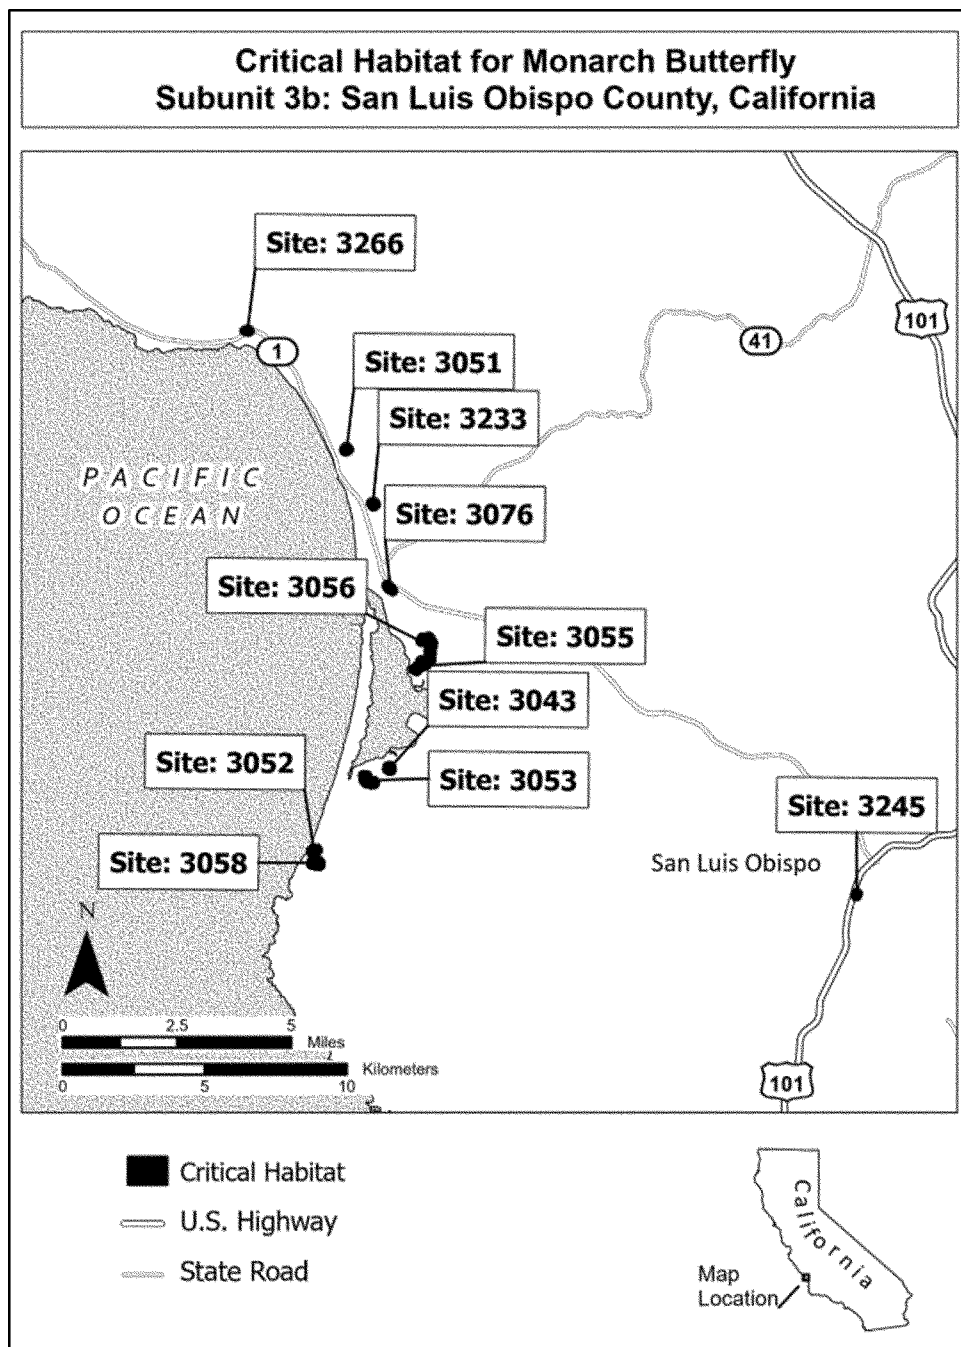 Critical Habitat for Monarch Butterfly
Subunit 3b: San Luis Obispo County, California
Site: 3266
101
1
41
Site: 3051
Site: 3233
PACIFIC
OCEAN
Site: 3076
Site: 3056
Site: 3055
Site: 3043
Site: 3052
Site: 3053
Site: 3245
Site: 3058
San Luis Obispo
N
0 2.5 5
Miles
Kilometers
0 5 10
101
Critical Habitat
U.S. Highway
State Road
California
Map
Location